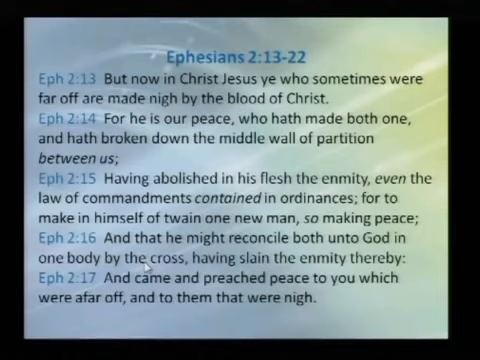 Ephesians 2:13-22
Eph 2:13  But now in Christ Jesus ye who sometimes were
far off are made nigh by the blood of Christ.
Eph 2:14  For he is our peace, who hath made both one,
and hath broken down the middle wall of partition
between us;
Eph 2:15  Having abolished in his flesh the enmity, even the
law of commandments contained in ordinances; for to
make in himself of twain one new man, so making peace;
Eph 2:16  And that he might reconcile both unto God in
one body by the cross, having slain the enmity thereby:
Eph 2:17  And came and preached peace to you which
were afar off, and to them that were nigh.